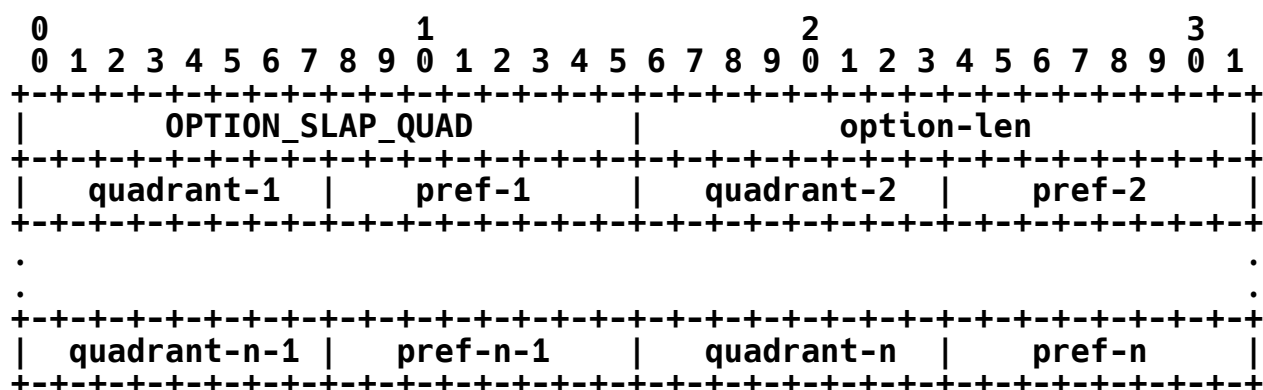 0                   1                   2                   3
 0 1 2 3 4 5 6 7 8 9 0 1 2 3 4 5 6 7 8 9 0 1 2 3 4 5 6 7 8 9 0 1
+-+-+-+-+-+-+-+-+-+-+-+-+-+-+-+-+-+-+-+-+-+-+-+-+-+-+-+-+-+-+-+-+
|       OPTION_SLAP_QUAD        |          option-len           |
+-+-+-+-+-+-+-+-+-+-+-+-+-+-+-+-+-+-+-+-+-+-+-+-+-+-+-+-+-+-+-+-+
|   quadrant-1  |    pref-1     |   quadrant-2  |    pref-2     |
+-+-+-+-+-+-+-+-+-+-+-+-+-+-+-+-+-+-+-+-+-+-+-+-+-+-+-+-+-+-+-+-+
.                                                               .
.                                                               .
+-+-+-+-+-+-+-+-+-+-+-+-+-+-+-+-+-+-+-+-+-+-+-+-+-+-+-+-+-+-+-+-+
|  quadrant-n-1 |   pref-n-1    |   quadrant-n  |    pref-n     |
+-+-+-+-+-+-+-+-+-+-+-+-+-+-+-+-+-+-+-+-+-+-+-+-+-+-+-+-+-+-+-+-+